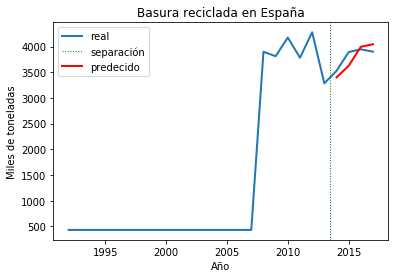 Basura reciclada en España
real
separación
predecido
Miles de toneladas
4000
3500
3000
2500
2000
1500
1000
500
1995
2000
2005
2010
2015
Año